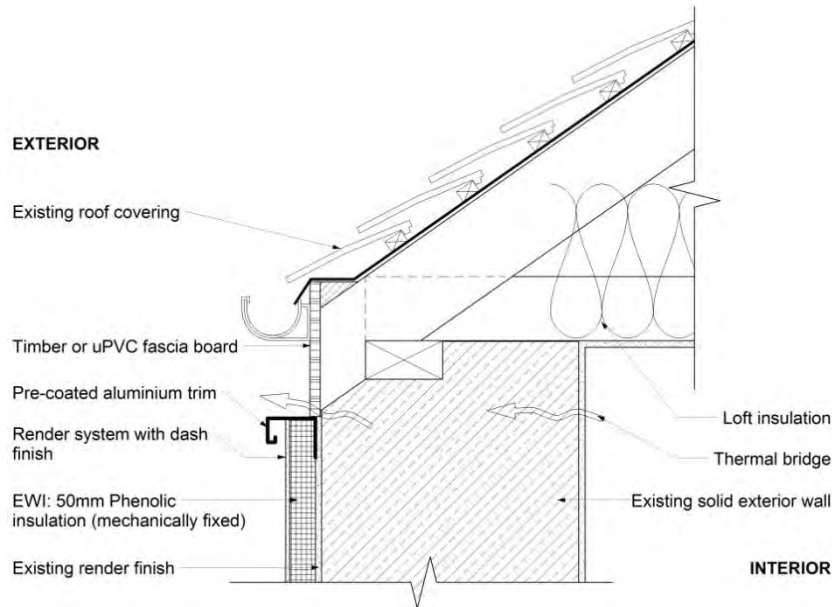 EXTERIOR
Existing roof covering
Timber or uPVC fascia board
Pre-coated aluminium trim
Render system with dash
finish
EWI: 50mm Phenolic
insulation (mechanically fixed)
Existing render finish
Loft insulation
Thermal bridge
Existing solid exterior wall
INTERIOR